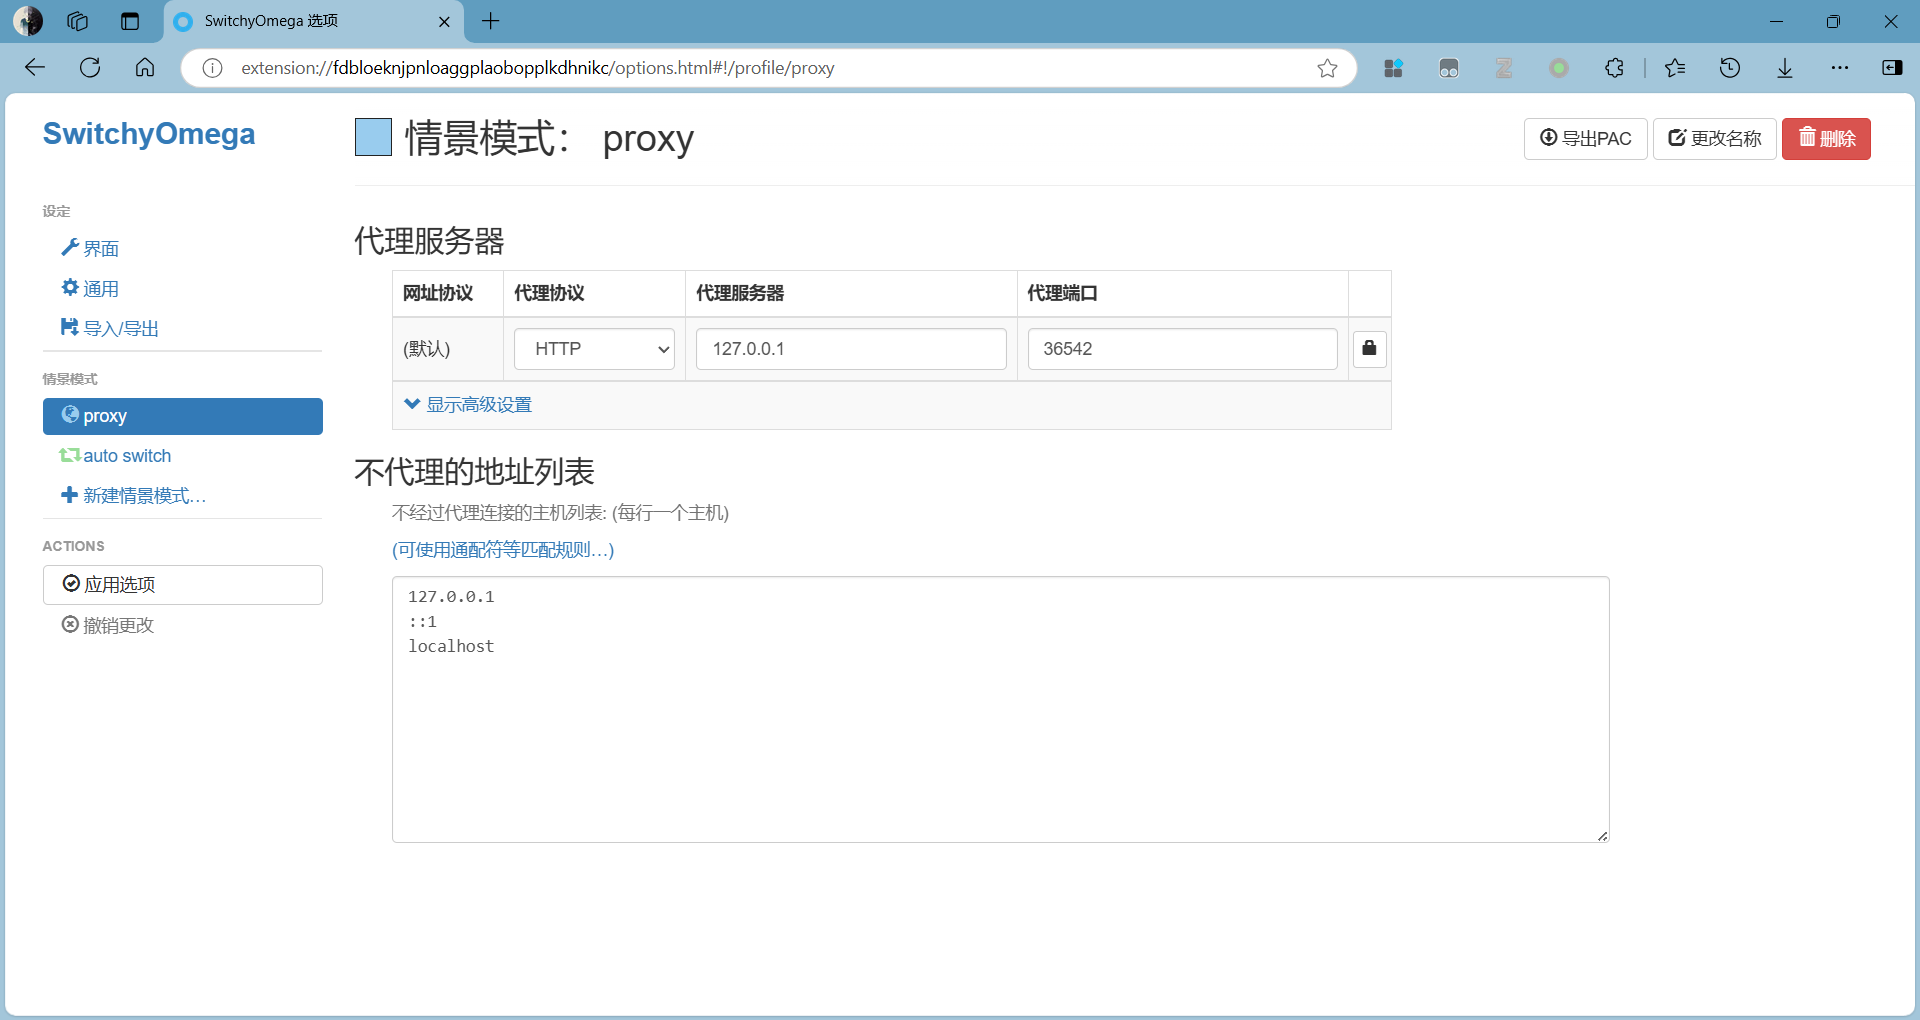 SwitchyOmega 选项
extension://fdbloeknjpnloaggplaobopplkdhnikc/options.html#!/profile/proxy
SwitchyOmega
设定
界面
通用
导入/导出
情景模式
proxy
auto switch
新建情景模式…
ACTIONS
应用选项
撤销更改
情景模式： proxy
导出PAC
更改名称
删除
代理服务器
网址协议 代理协议 代理服务器 代理端口
(默认) HTTP 127.0.0.1 36542
显示高级设置
不代理的地址列表
不经过代理连接的主机列表: (每行一个主机)
(可使用通配符等匹配规则…)
127.0.0.1
::1
localhost